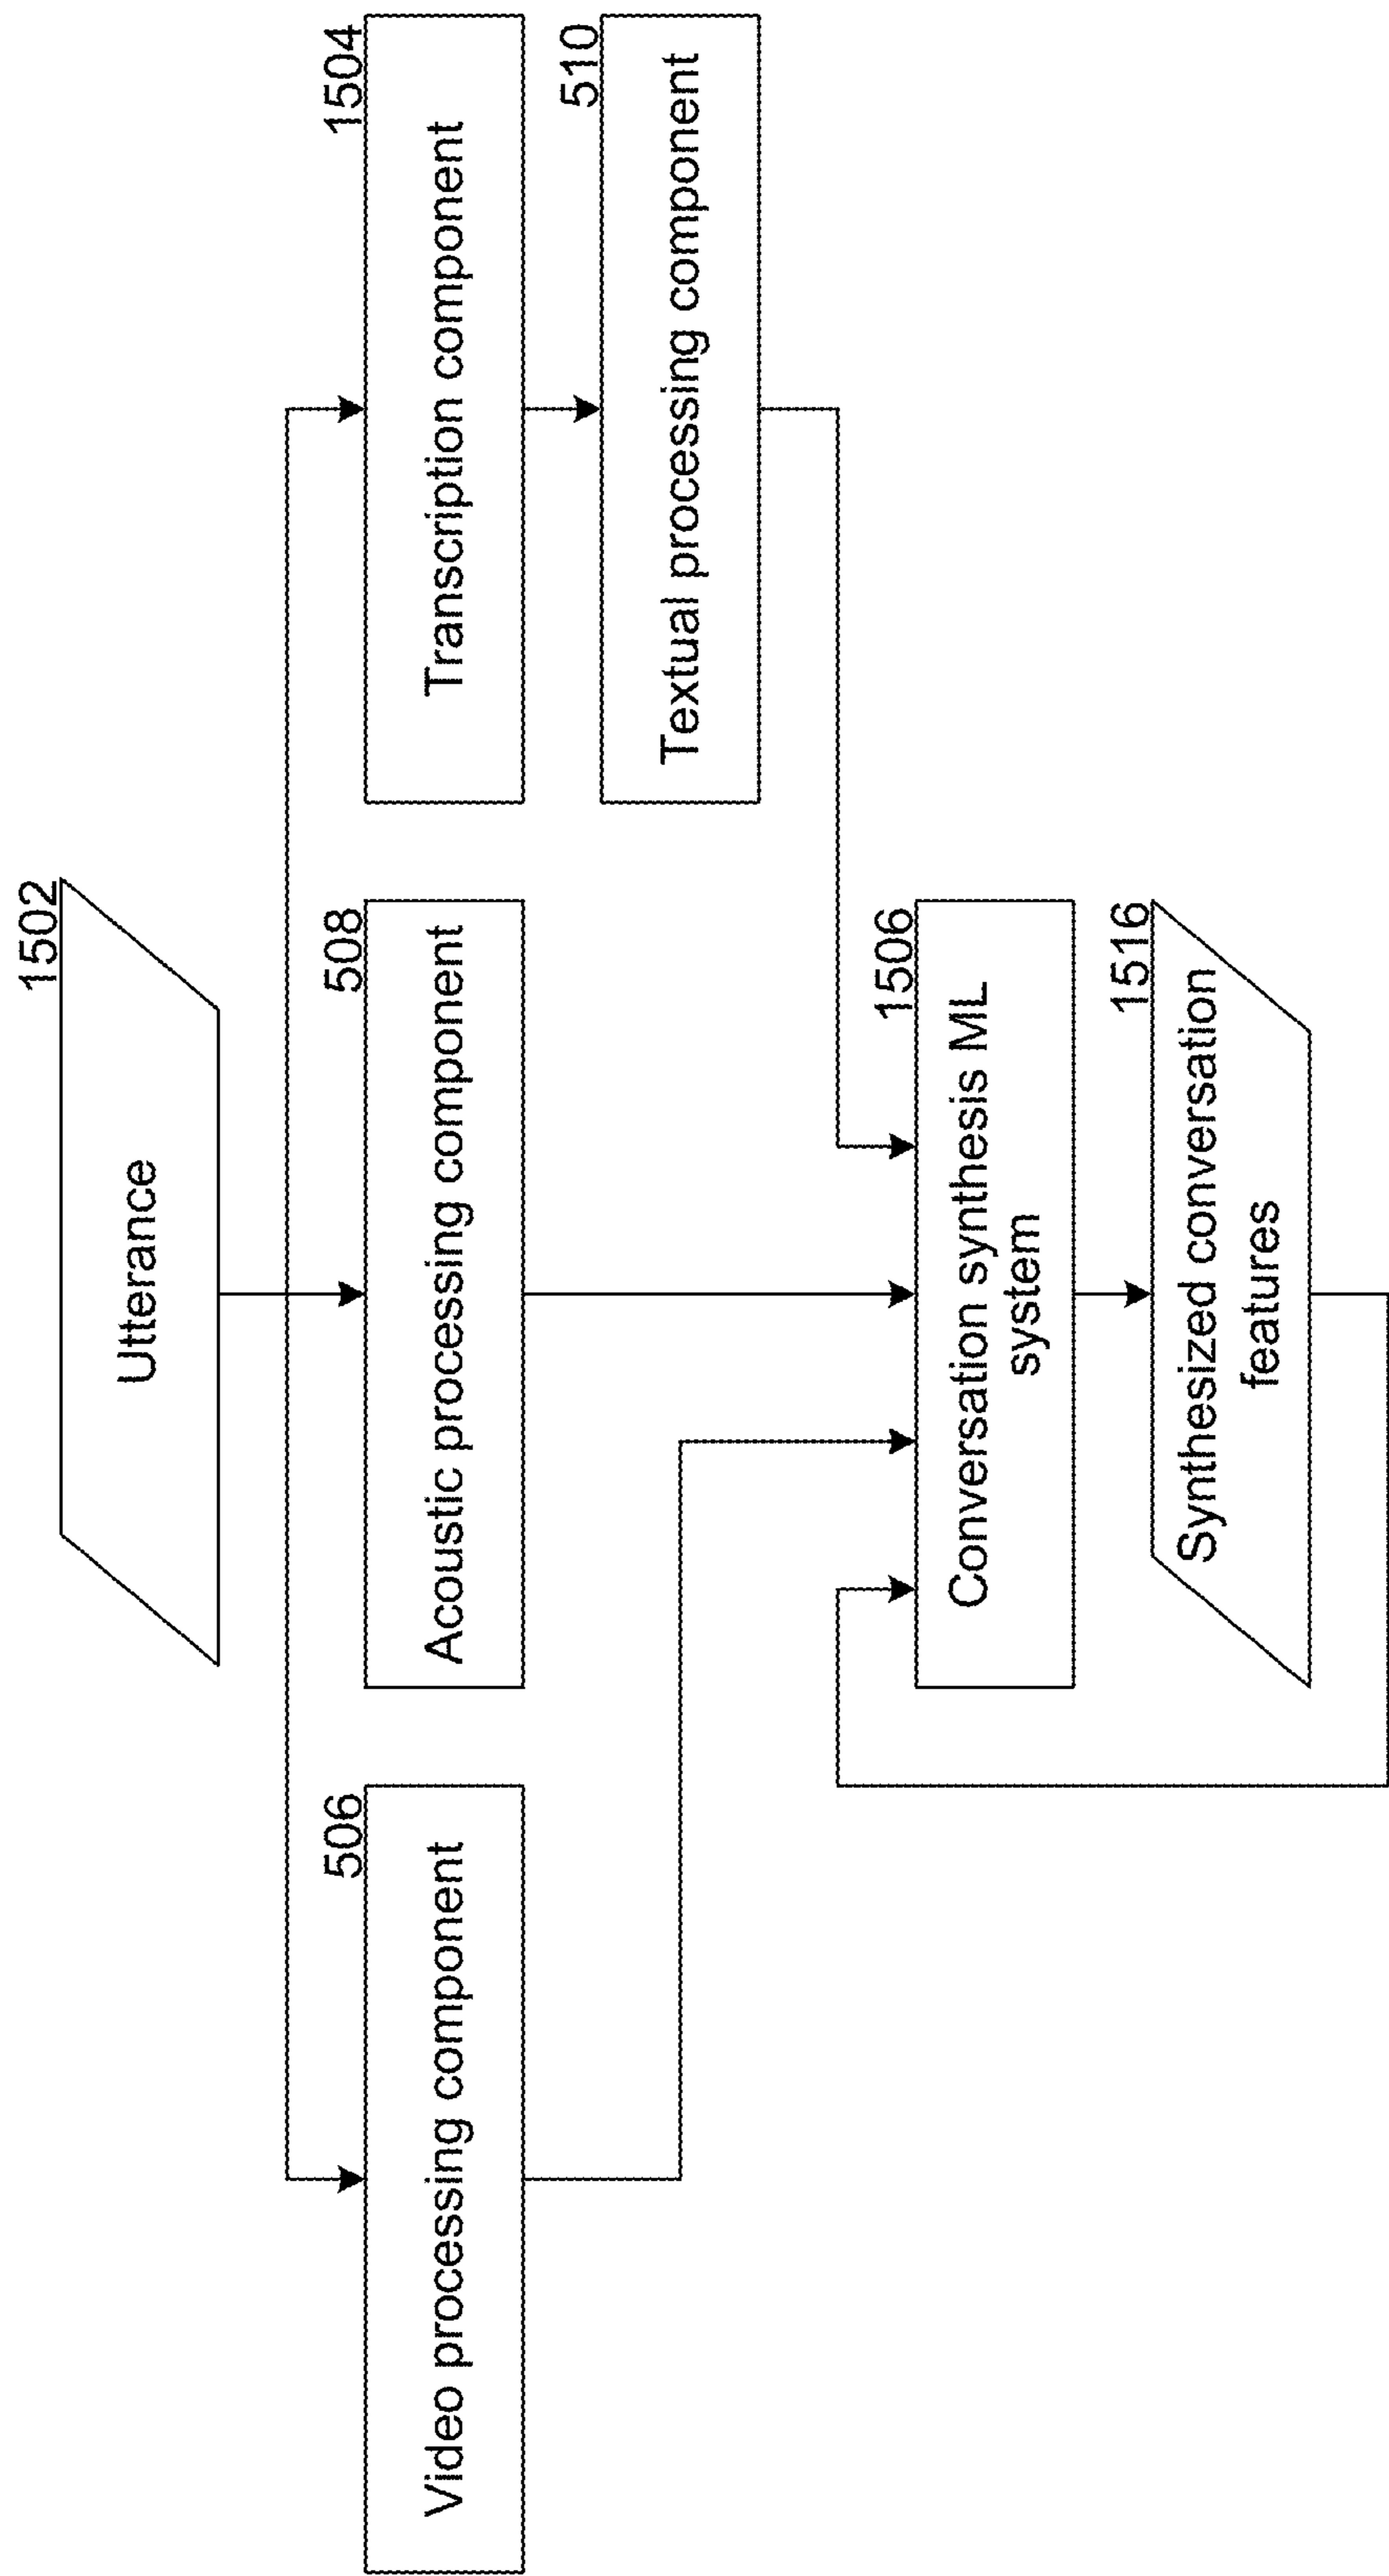 1502
Utterance
506
Video processing component
508
Acoustic processing component
1504
Transcription component
510
Textual processing component
1506
Conversation synthesis ML
system
1516
Synthesized conversation
features